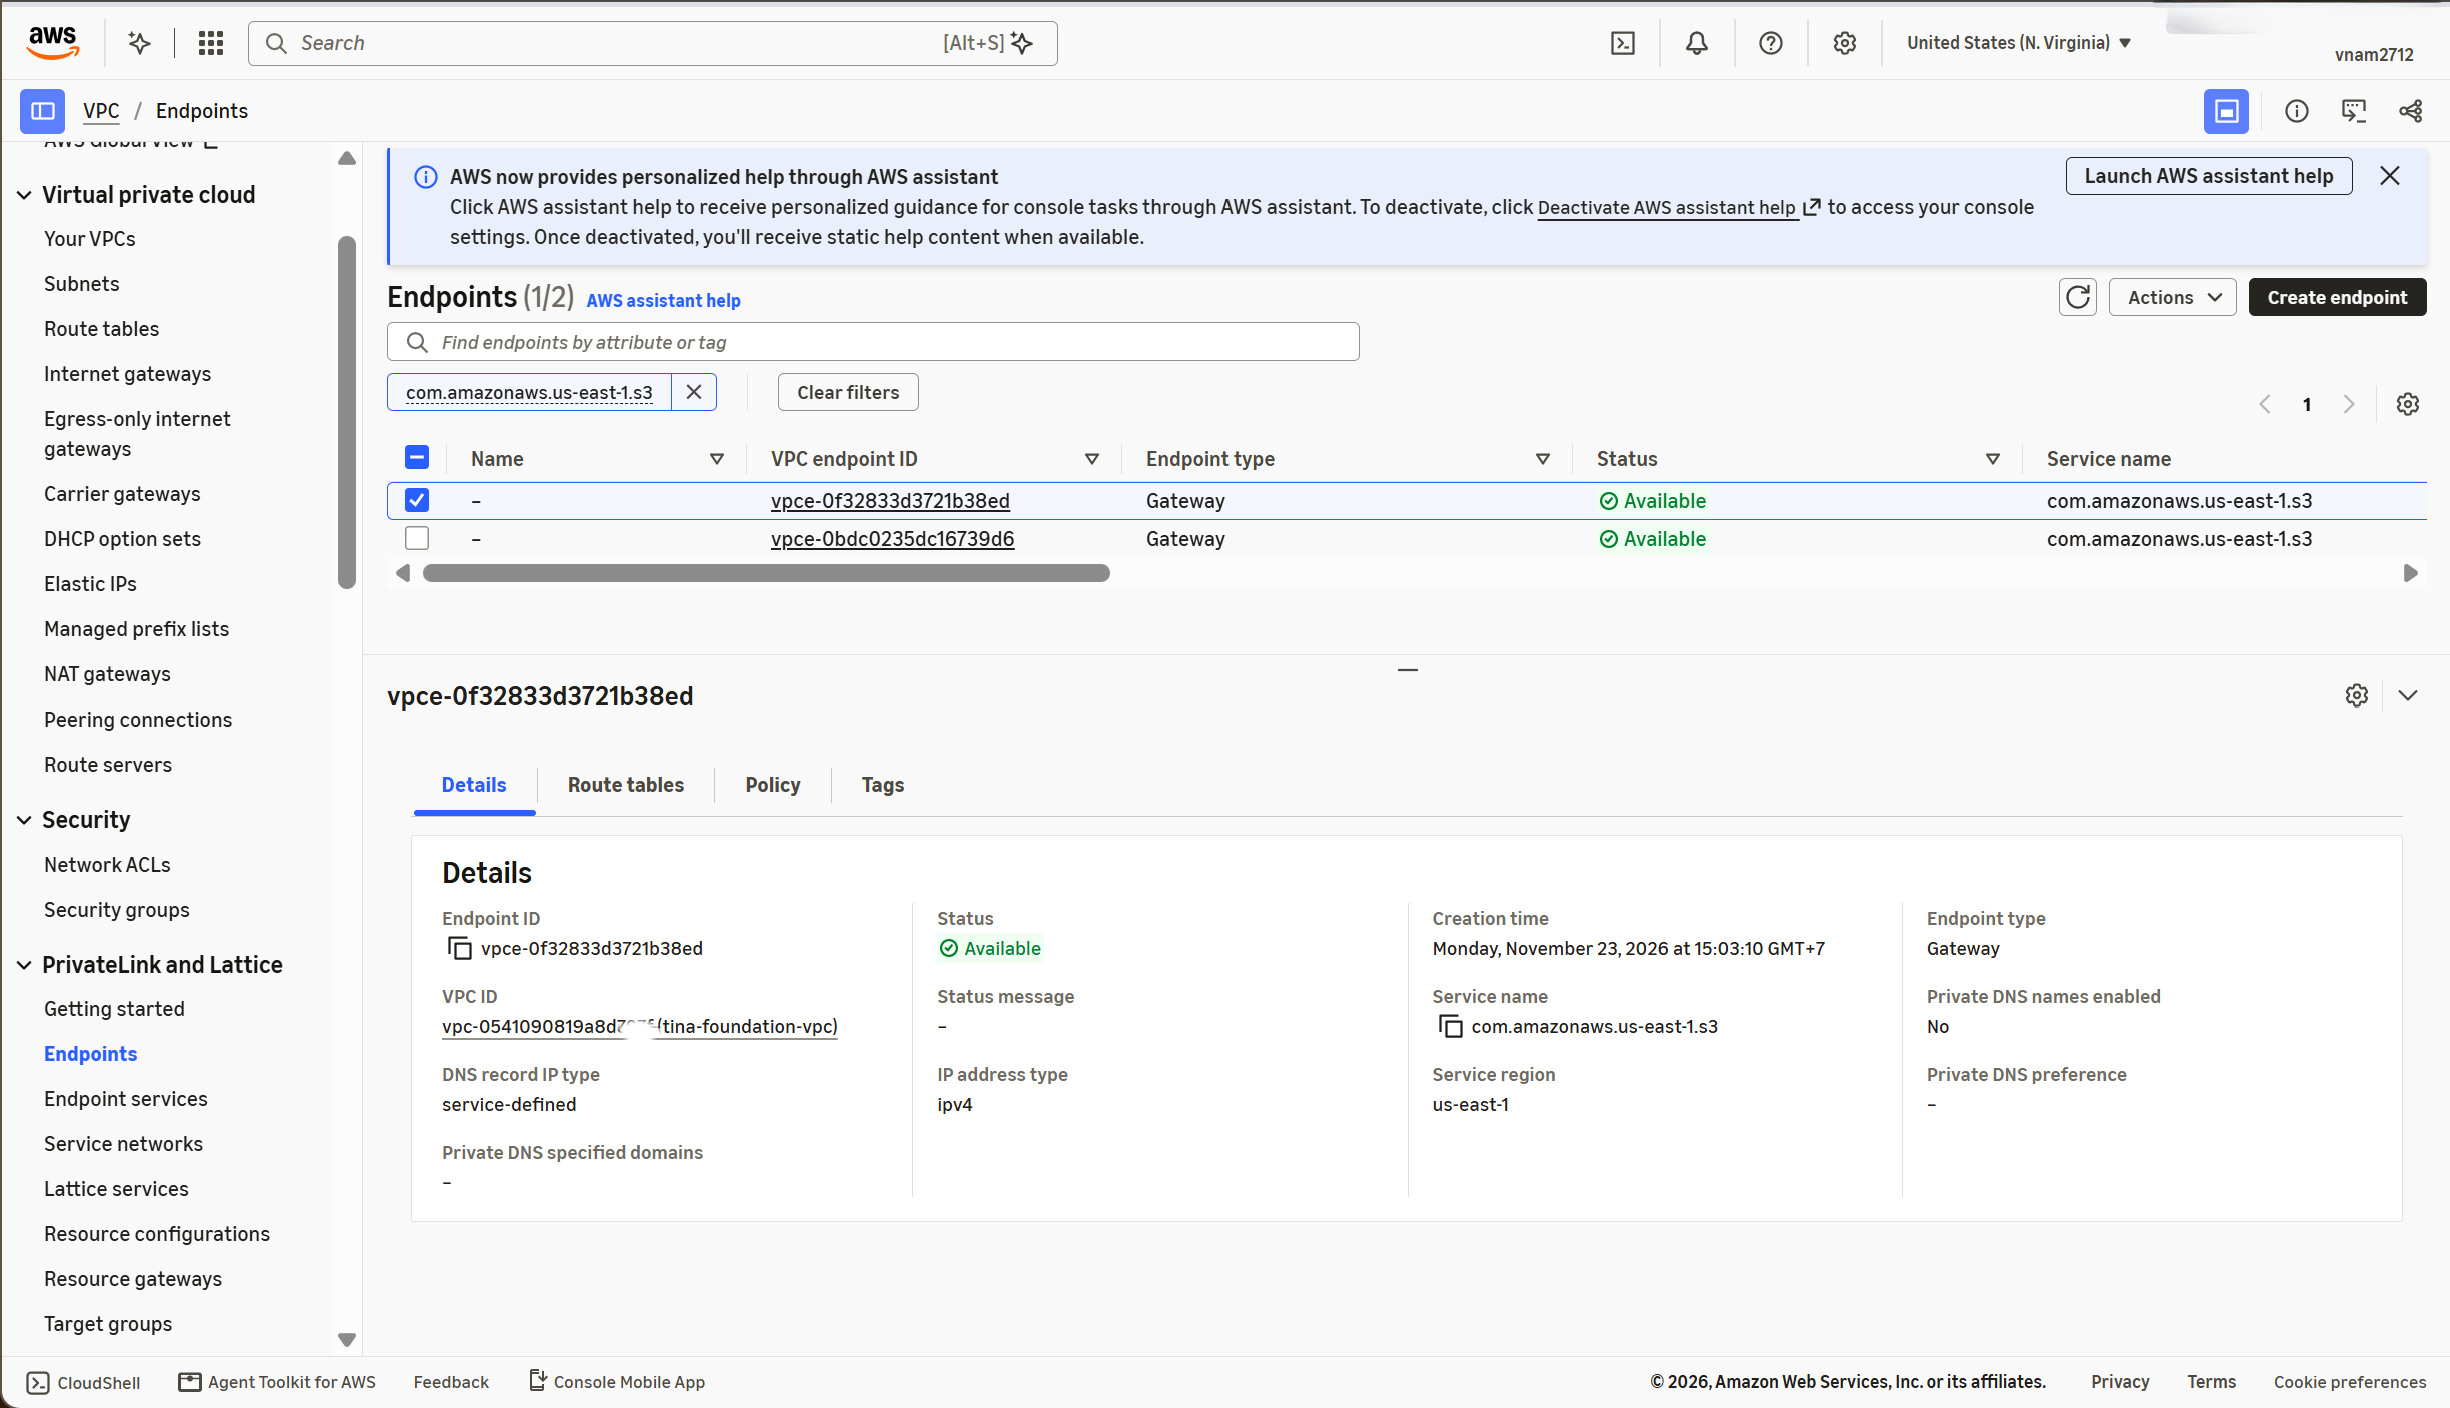 aws
Search [Alt+S]
United States (N. Virginia)
vnam2712
VPC / Endpoints
AWS Global View
Virtual private cloud
Your VPCs
Subnets
Route tables
Internet gateways
Egress-only internet
gateways
Carrier gateways
DHCP option sets
Elastic IPs
Managed prefix lists
NAT gateways
Peering connections
Route servers
Security
Network ACLs
Security groups
PrivateLink and Lattice
Getting started
Endpoints
Endpoint services
Service networks
Lattice services
Resource configurations
Resource gateways
Target groups
AWS now provides personalized help through AWS assistant
Click AWS assistant help to receive personalized guidance for console tasks through AWS assistant. To deactivate, click Deactivate AWS assistant help to access your console
settings. Once deactivated, you'll receive static help content when available.
Launch AWS assistant help
Endpoints (1/2) AWS assistant help
Actions
Create endpoint
Find endpoints by attribute or tag
com.amazonaws.us-east-1.s3
Clear filters
1
Name VPC endpoint ID Endpoint type Status Service name
– vpce-0f32833d3721b38ed Gateway Available com.amazonaws.us-east-1.s3
– vpce-0bdc0235dc16739d6 Gateway Available com.amazonaws.us-east-1.s3
vpce-0f32833d3721b38ed
Details Route tables Policy Tags
Details
Endpoint ID
vpce-0f32833d3721b38ed
VPC ID
(tina-foundation-vpc)
DNS record IP type
service-defined
Private DNS specified domains
–
Status
Available
Status message
–
IP address type
ipv4
Creation time
Monday, November 23, 2026 at 15:03:10 GMT+7
Service name
com.amazonaws.us-east-1.s3
Service region
us-east-1
Endpoint type
Gateway
Private DNS names enabled
No
Private DNS preference
–
CloudShell Agent Toolkit for AWS Feedback Console Mobile App
© 2026, Amazon Web Services, Inc. or its affiliates. Privacy Terms Cookie preferences